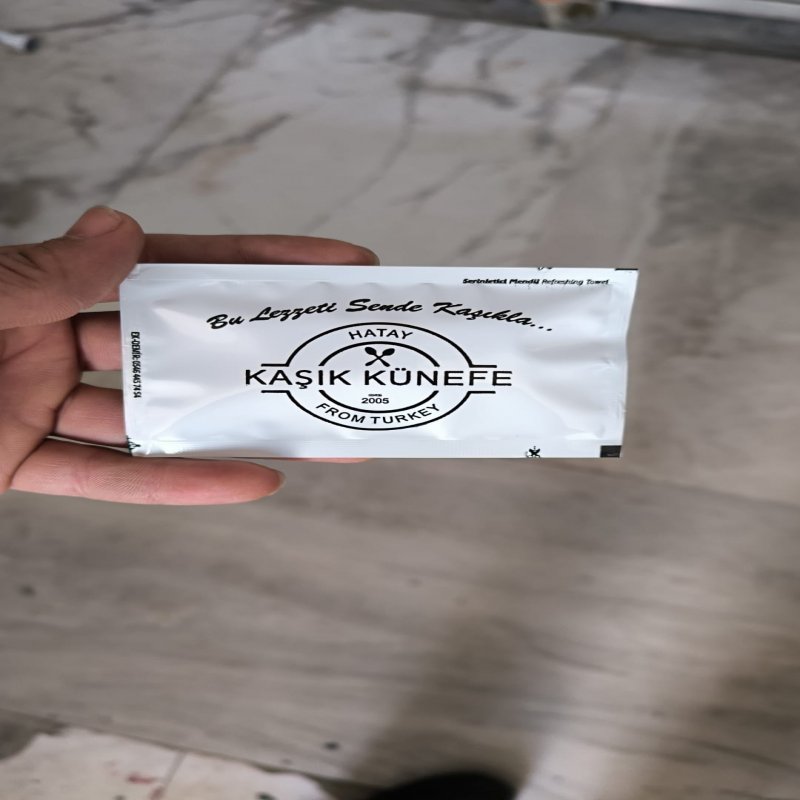 Serinletici Mendil Refreshing Towel
Bu Lezzeti Sende Kaşıkla...
HATAY
KAŞIK KÜNEFE
2005
FROM TURKEY